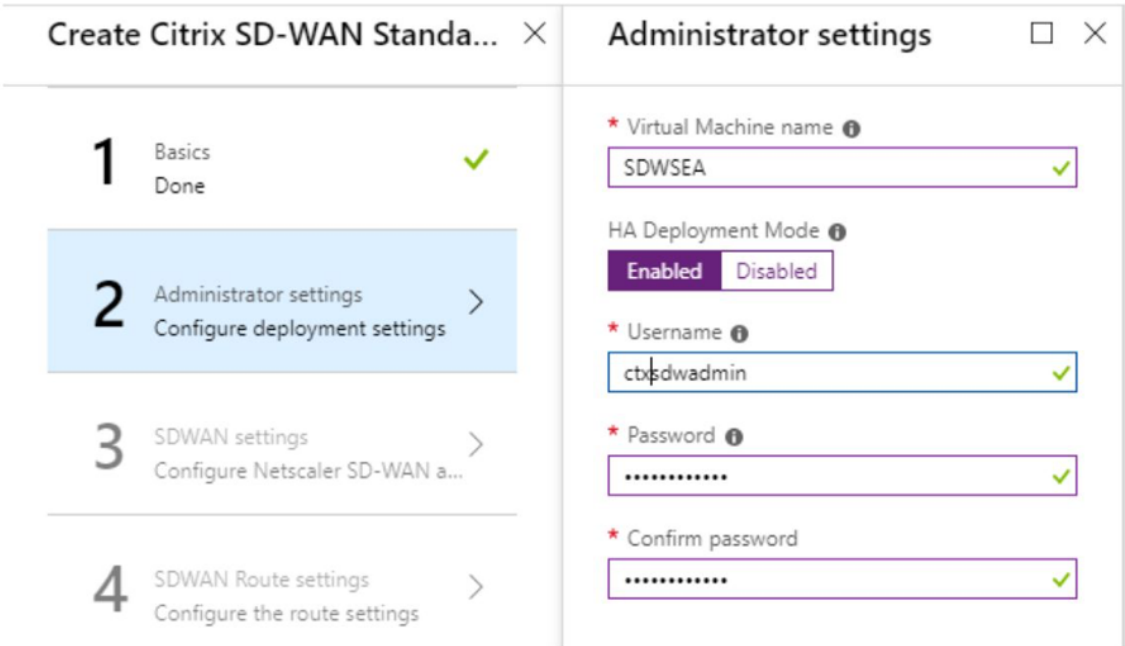 Create Citrix SD-WAN Standa...
1
Basics
Done
2
Administrator settings
Configure deployment settings
3
SDWAN settings
Configure Netscaler SD-WAN a...
4
SDWAN Route settings
Configure the route settings
Administrator settings
* Virtual Machine name
SDWSEA
HA Deployment Mode
Enabled Disabled
* Username
ctxsdwadmin
* Password
••••••••••••
* Confirm password
••••••••••••